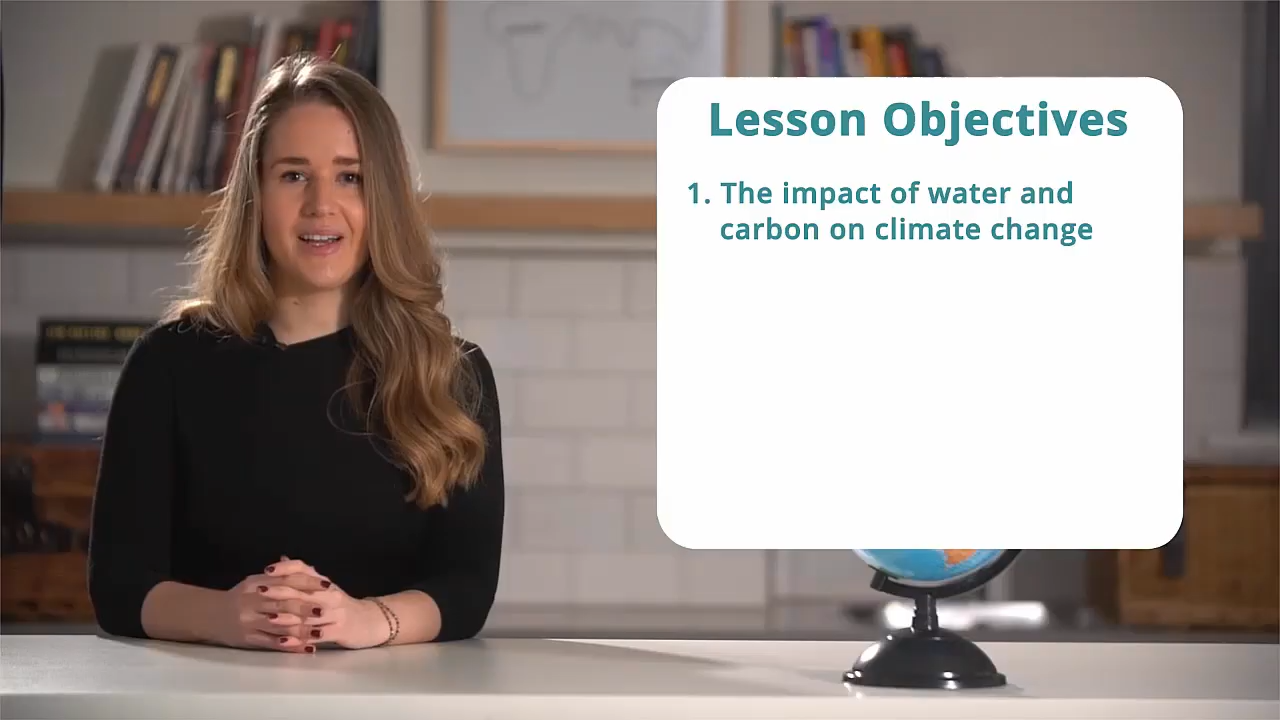 Lesson Objectives
1. The impact of water and
carbon on climate change